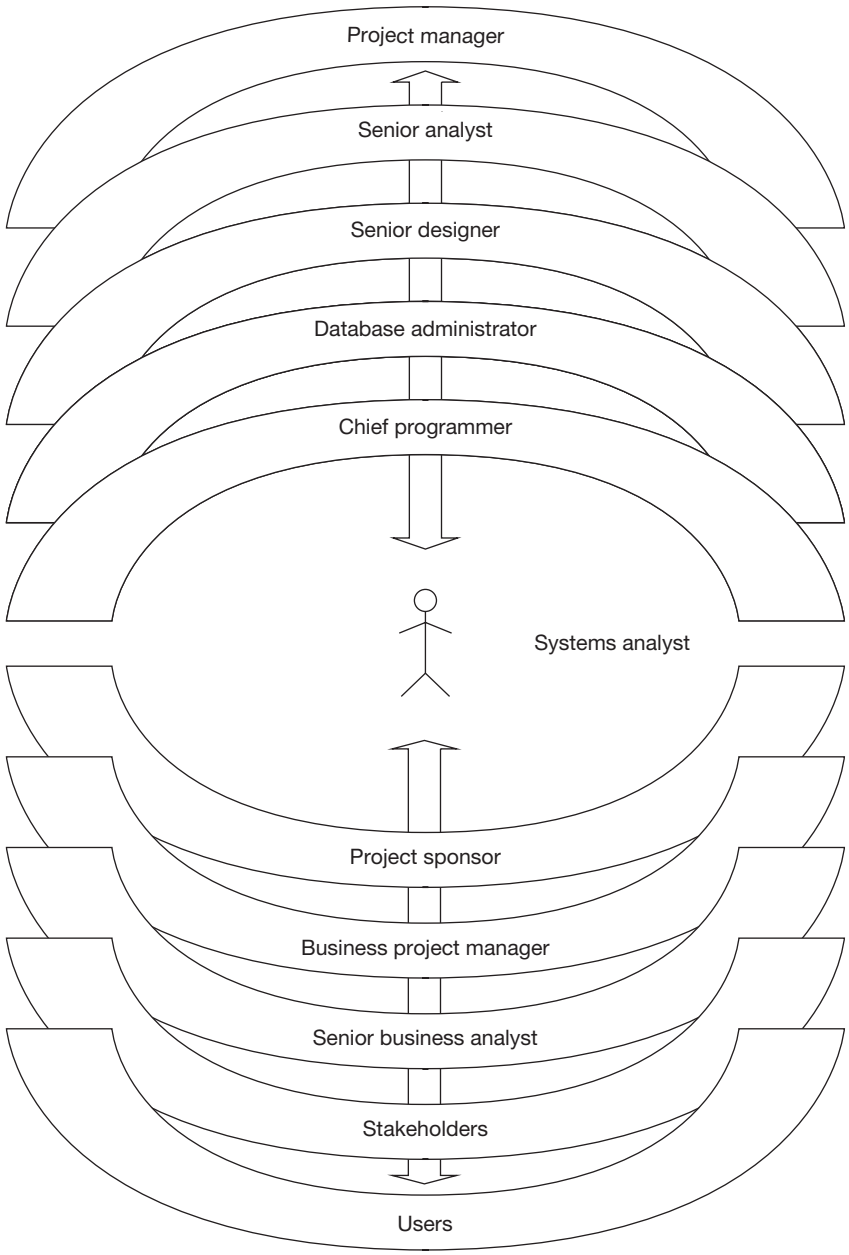 Project manager
Senior analyst
Senior designer
Database administrator
Chief programmer
Systems analyst
Project sponsor
Business project manager
Senior business analyst
Stakeholders
Users